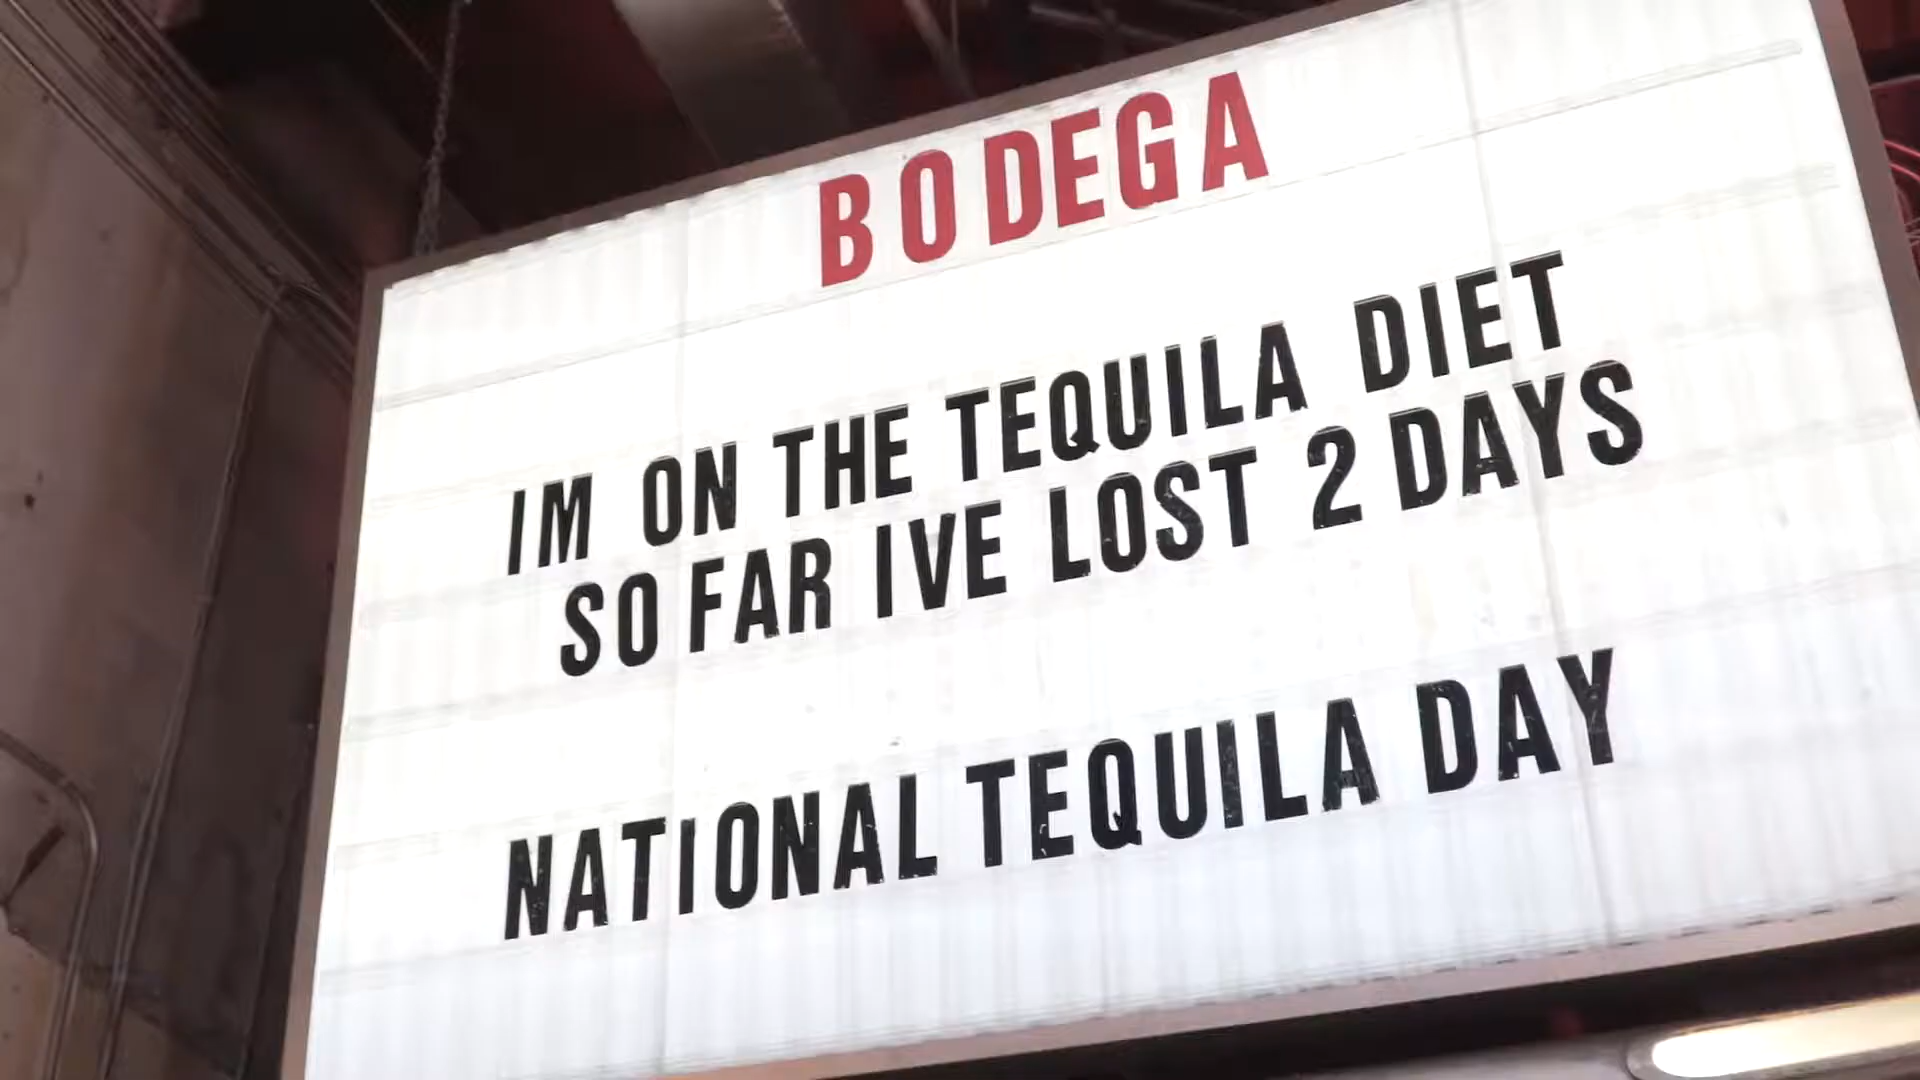 BODEGA
IM ON THE TEQUILA DIET
SO FAR IVE LOST 2 DAYS
NATIONAL TEQUILA DAY